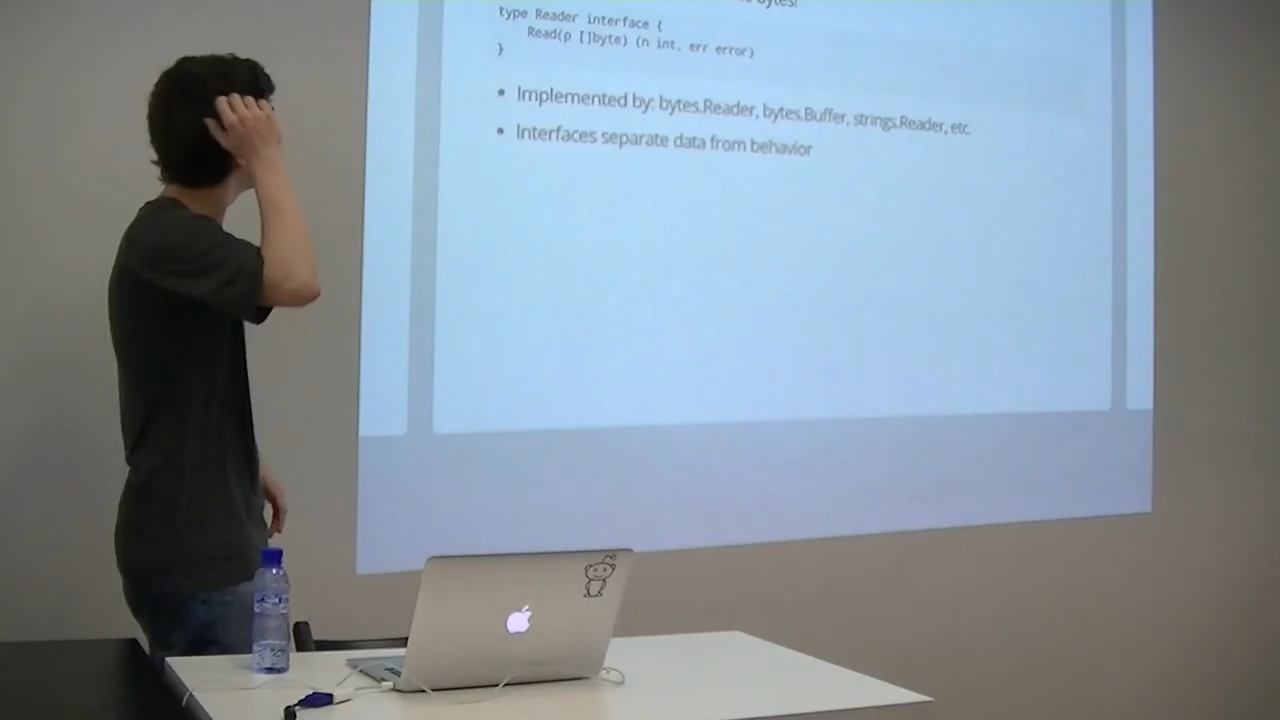 bytes!
type Reader interface {
Read(p []byte) (n int, err error)
}
• Implemented by: bytes.Reader, bytes.Buffer, strings.Reader, etc.
• Interfaces separate data from behavior